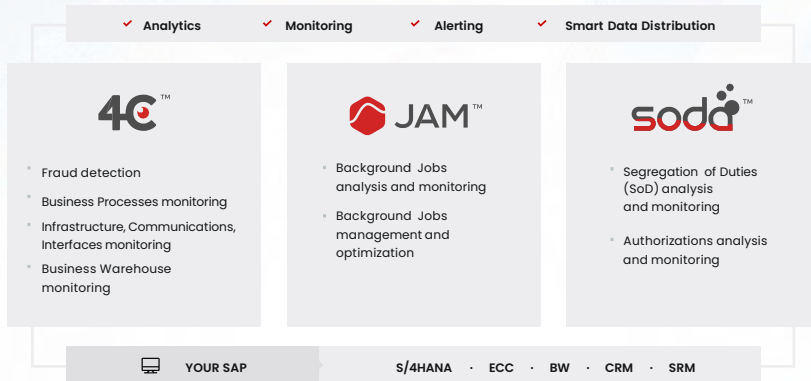 Analytics Monitoring Alerting Smart Data Distribution
4C™
Fraud detection
Business Processes monitoring
Infrastructure, Communications,
Interfaces monitoring
Business Warehouse
monitoring
JAM™
Background Jobs
analysis and monitoring
Background Jobs
management and
optimization
soda™
Segregation of Duties
(SoD) analysis
and monitoring
Authorizations analysis
and monitoring
YOUR SAP S/4HANA · ECC · BW · CRM · SRM